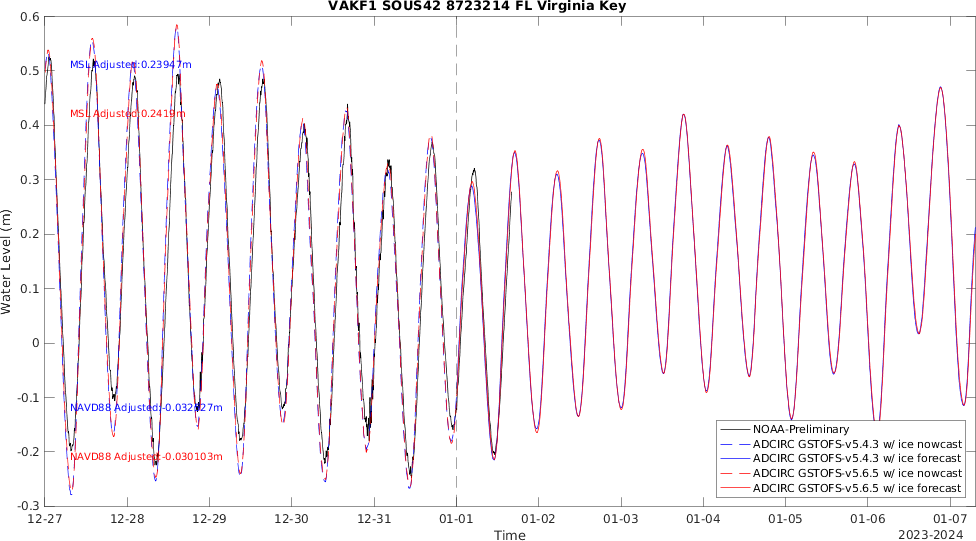 VAKF1 SOUS42 8723214 FL Virginia Key
0.6
0.5
0.4
0.3
0.2
0.1
0
-0.1
-0.2
-0.3
Water Level (m)
MSL Adjusted:0.23947m
MSL Adjusted:0.2419m
NAVD88 Adjusted:-0.032527m
NAVD88 Adjusted:-0.030103m
NOAA-Preliminary
ADCIRC GSTOFS-v5.4.3 w/ ice nowcast
ADCIRC GSTOFS-v5.4.3 w/ ice forecast
ADCIRC GSTOFS-v5.6.5 w/ ice nowcast
ADCIRC GSTOFS-v5.6.5 w/ ice forecast
12-27 12-28 12-29 12-30 12-31 01-01 01-02 01-03 01-04 01-05 01-06 01-07
Time
2023-2024